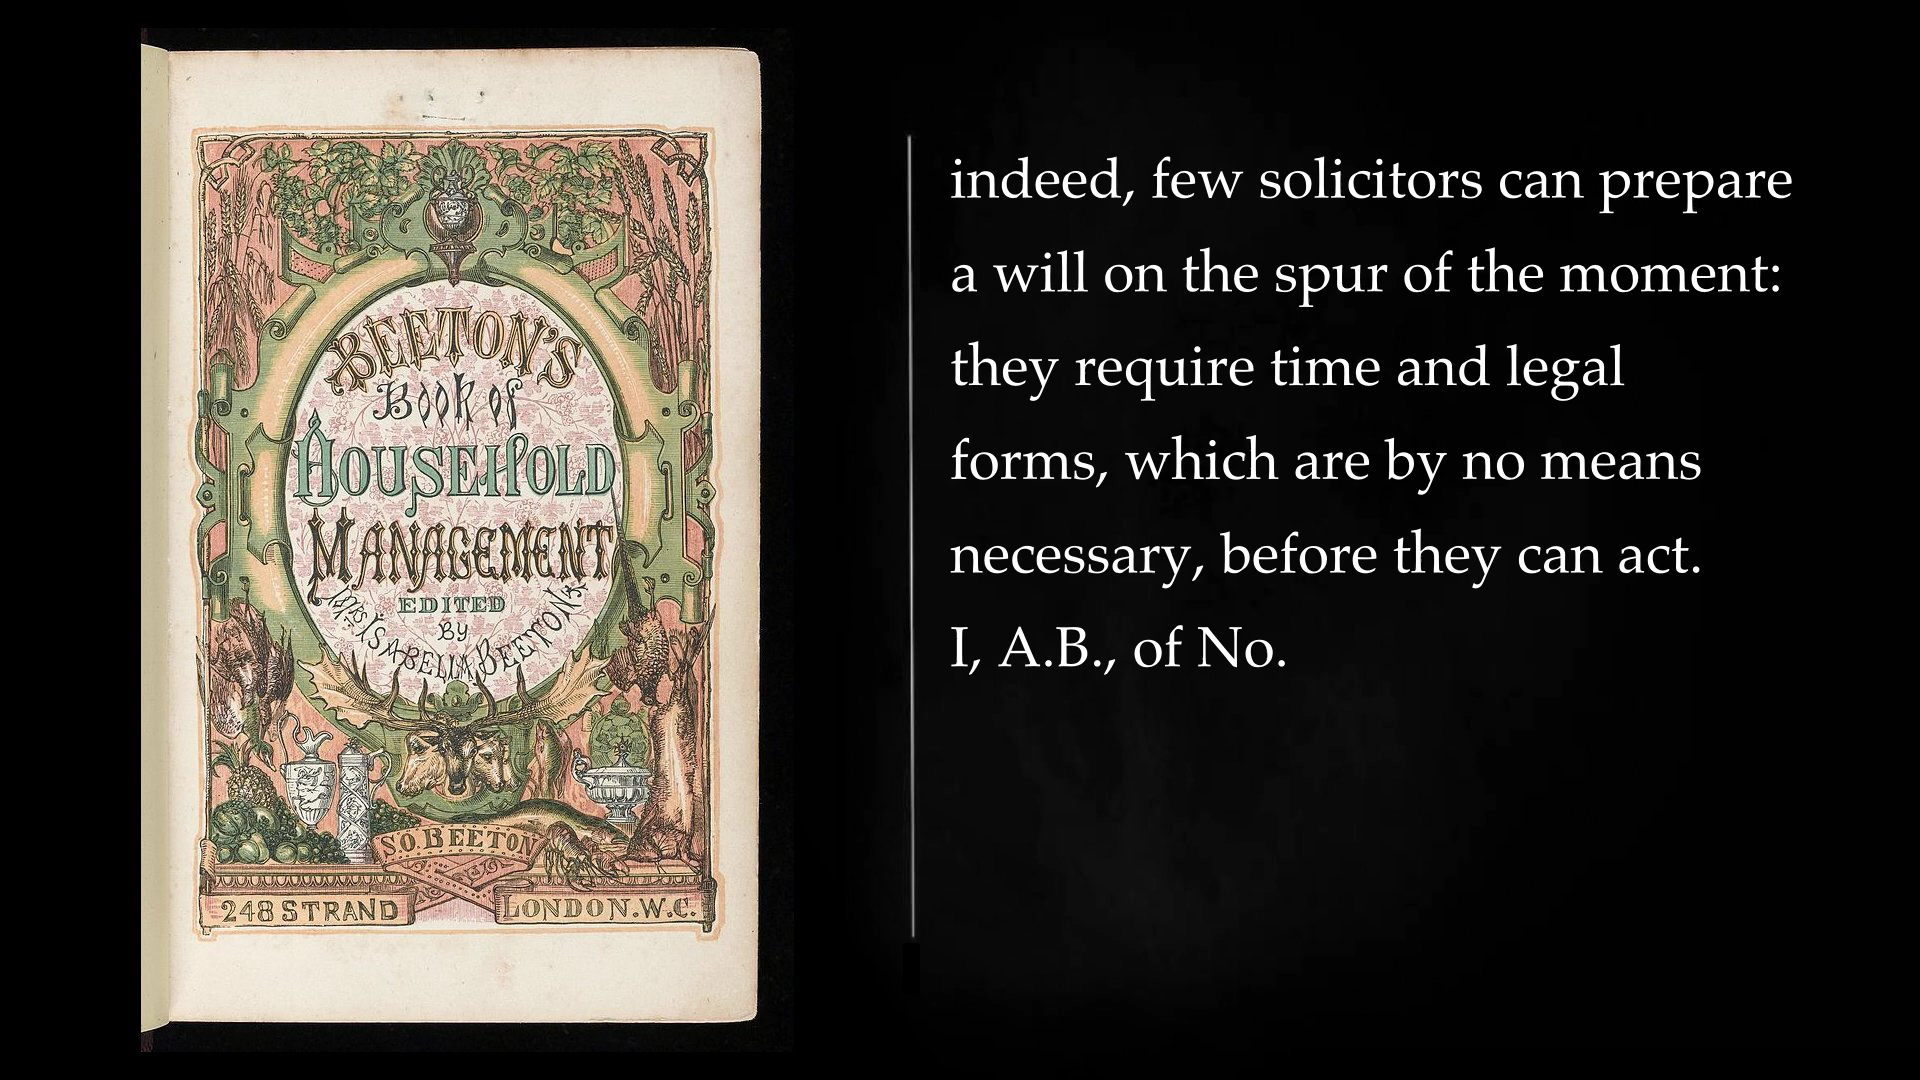 BEETON'S
Book of
HOUSEHOLD
MANAGEMENT
EDITED
BY
MRS ISABELLA BEETON
S.O. BEETON
248 STRAND
LONDON.W.C.
indeed, few solicitors can prepare
a will on the spur of the moment:
they require time and legal
forms, which are by no means
necessary, before they can act.
I, A.B., of No.